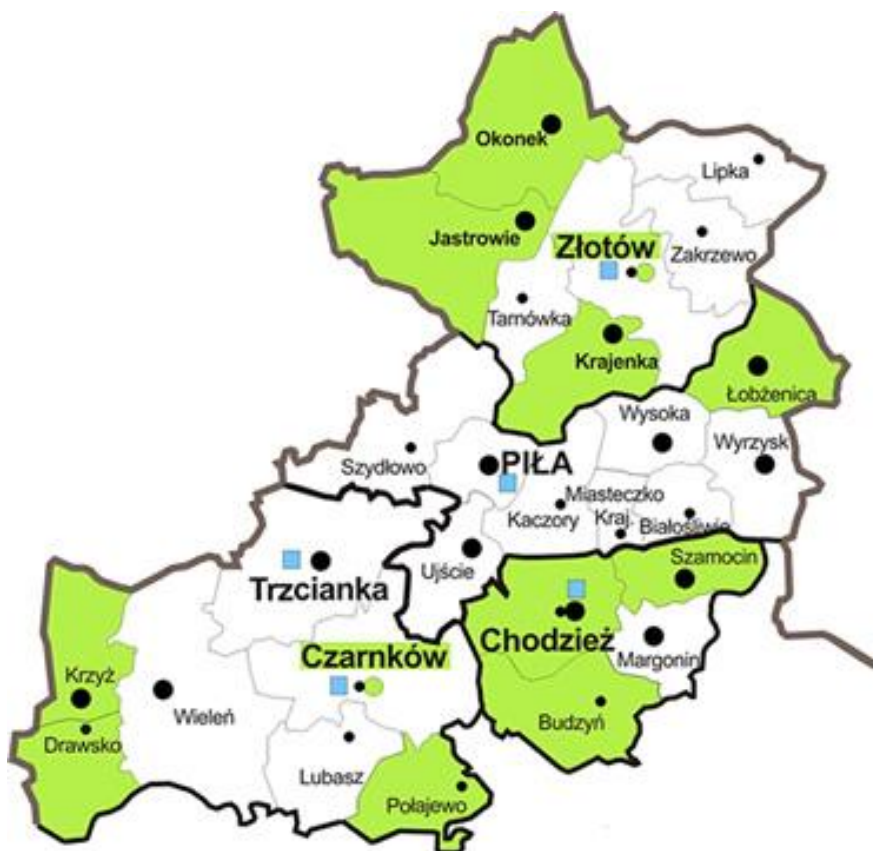 Okonek
Lipka
Jastrowie
Złotów
Zakrzewo
Tarnówka
Krajenka
Łobżenica
Wysoka
Wyrzysk
Szydłowo
PIŁA
Miasteczko
Kraj.
Kaczory
Białośliwie
Ujście
Szamocin
Trzcianka
Chodzież
Margonin
Czarnków
Krzyż
Wieleń
Budzyń
Drawsko
Lubasz
Połajewo